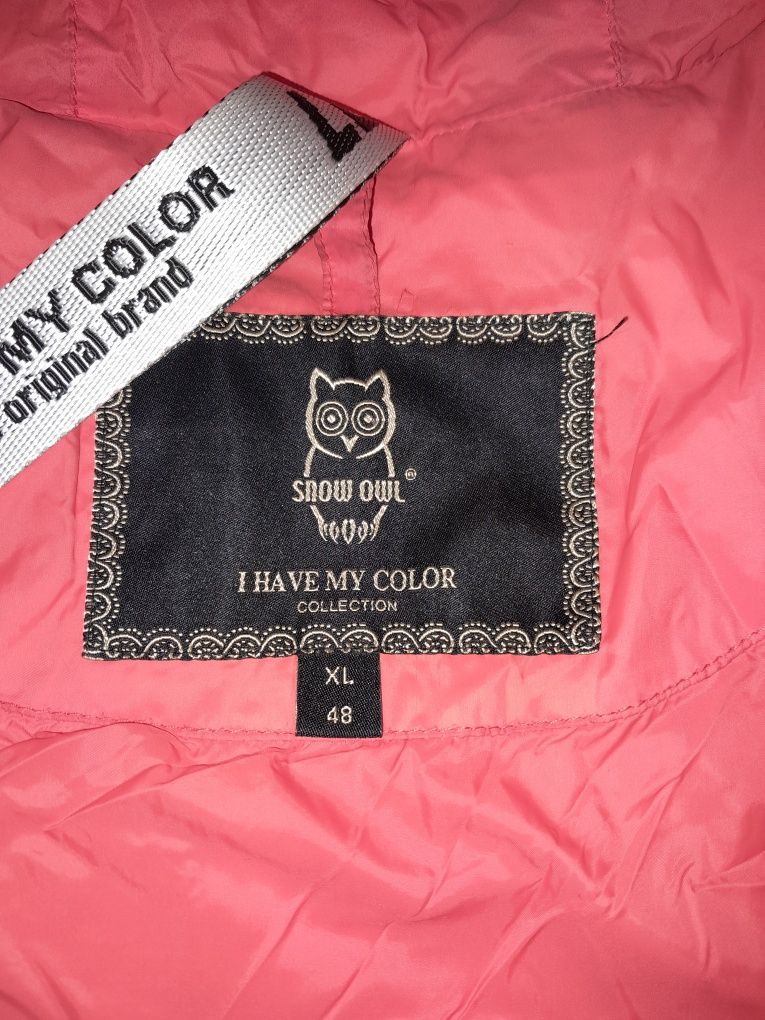 MY COLOR
original brand
SNOW OWL®
I HAVE MY COLOR
COLLECTION
XL
48